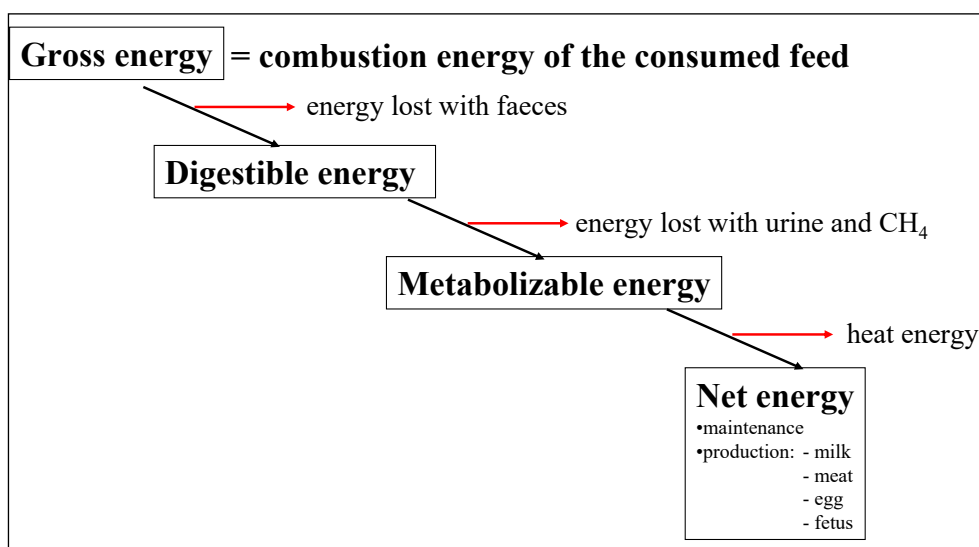 Gross energy = combustion energy of the consumed feed
energy lost with faeces
Digestible energy
energy lost with urine and CH₄
Metabolizable energy
heat energy
Net energy
•maintenance
•production: - milk
- meat
- egg
- fetus